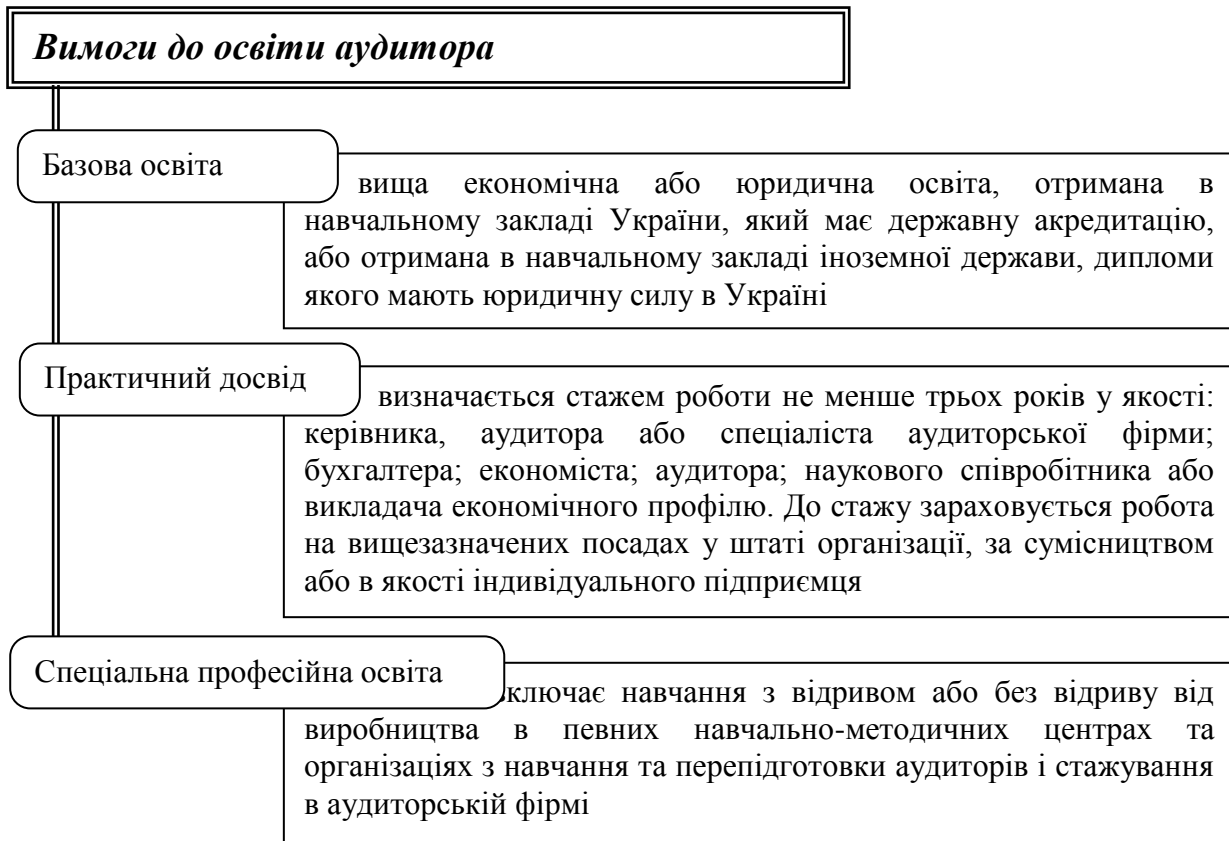 Вимоги до освіти аудитора
Базова освіта
вища економічна або юридична освіта, отримана в
навчальному закладі України, який має державну акредитацію,
або отримана в навчальному закладі іноземної держави, дипломи
якого мають юридичну силу в Україні
Практичний досвід
визначається стажем роботи не менше трьох років у якості:
керівника, аудитора або спеціаліста аудиторської фірми;
бухгалтера; економіста; аудитора; наукового співробітника або
викладача економічного профілю. До стажу зараховується робота
на вищезазначених посадах у штаті організації, за сумісництвом
або в якості індивідуального підприємця
Спеціальна професійна освіта
включає навчання з відривом або без відриву від
виробництва в певних навчально-методичних центрах та
організаціях з навчання та перепідготовки аудиторів і стажування
в аудиторській фірмі